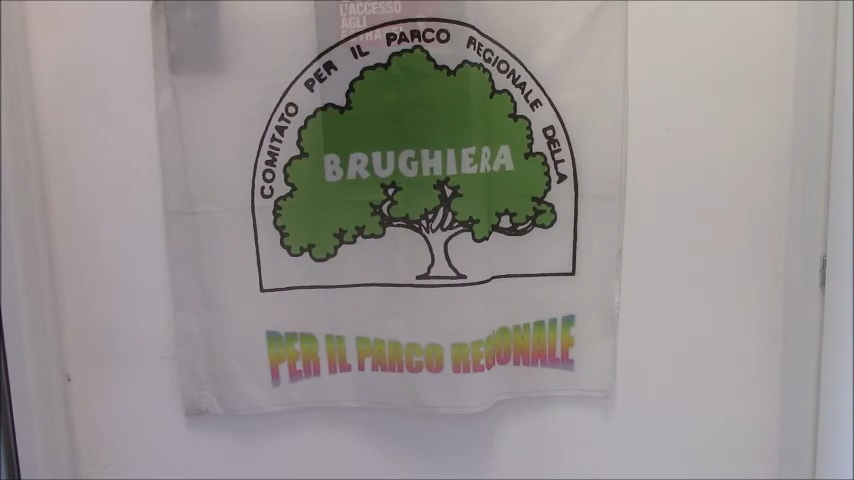 L'ACCESSO
AGLI
COMITATO PER IL PARCO REGIONALE DELLA
BRUGHIERA
PER IL PARCO REGIONALE